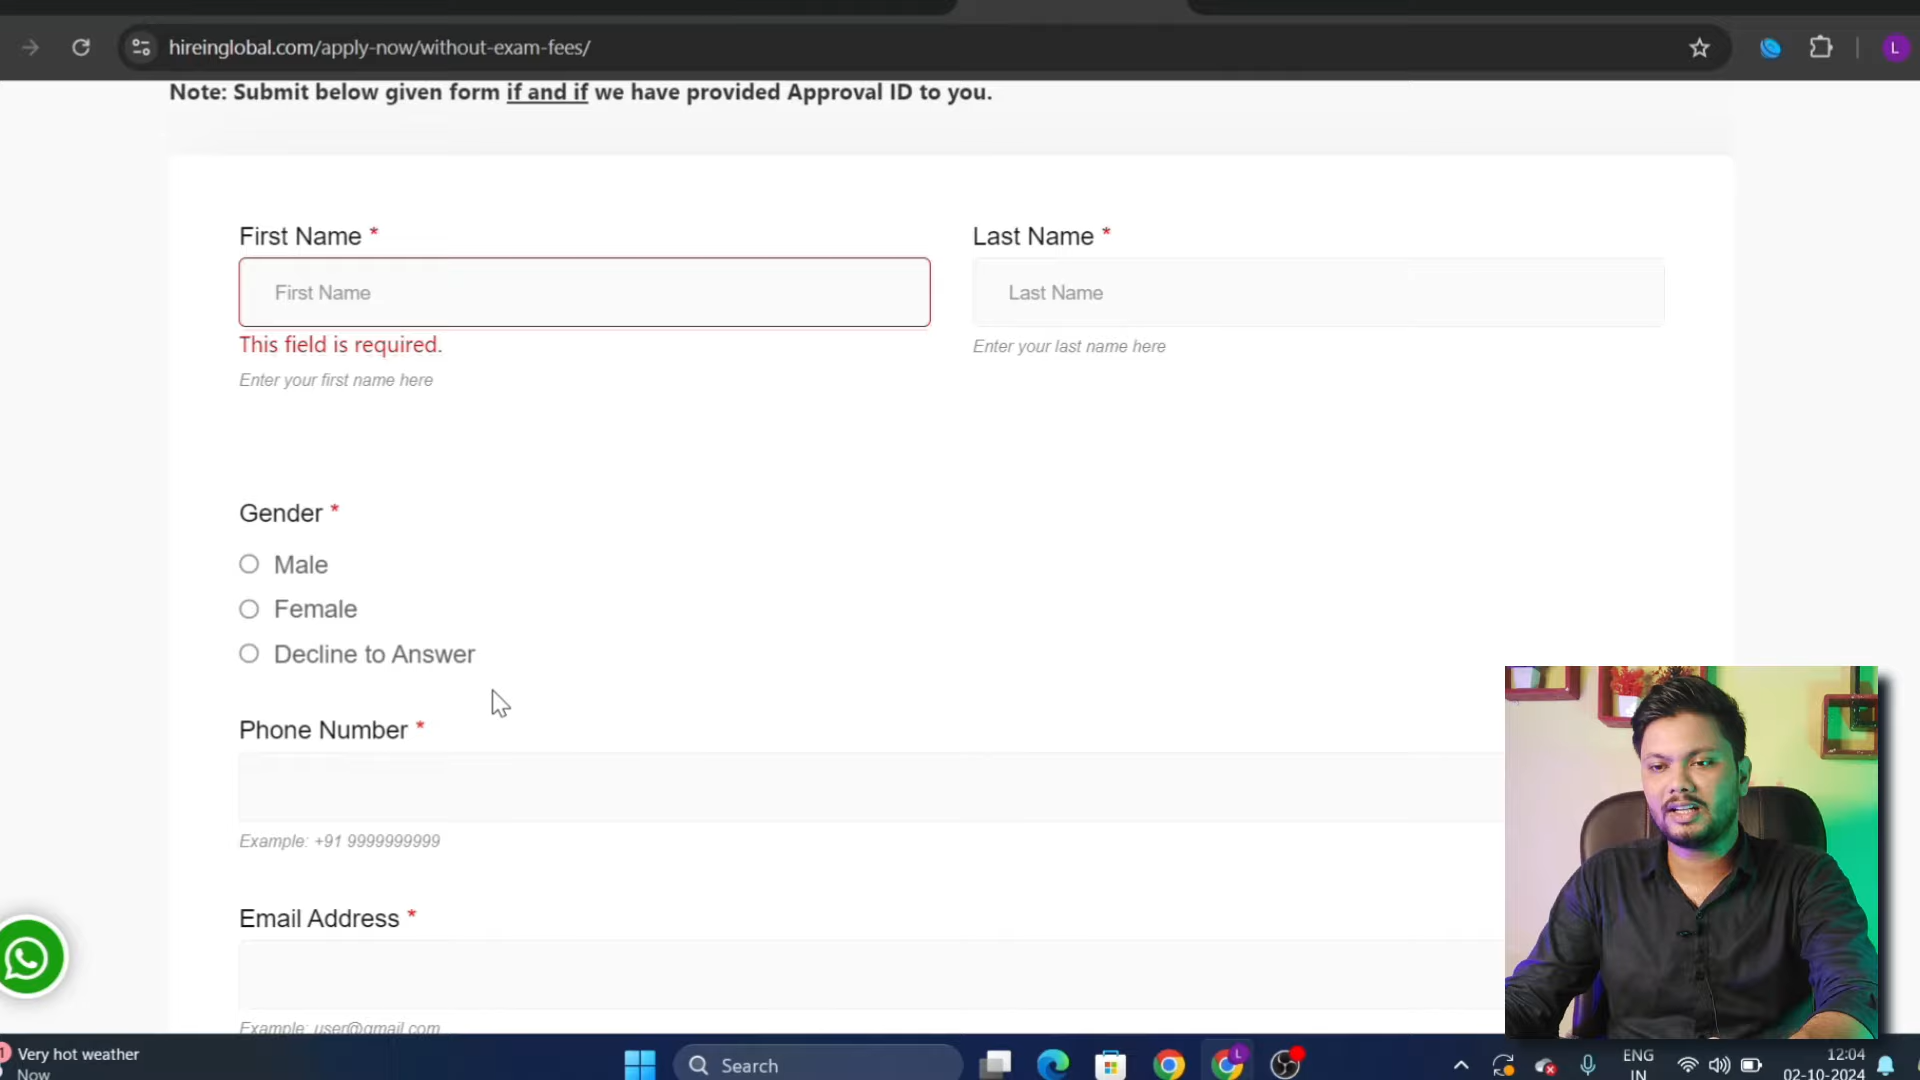 hireinglobal.com/apply-now/without-exam-fees/
L
Note: Submit below given form if and if we have provided Approval ID to you.
First Name *
Last Name *
First Name
Last Name
This field is required.
Enter your last name here
Enter your first name here
Gender *
Male
Female
Decline to Answer
Phone Number *
Example: +91 9999999999
Email Address *
Example: user@gmail.com
1
Very hot weather
Now
Search
L
ENG
IN
12:04
02-10-2024